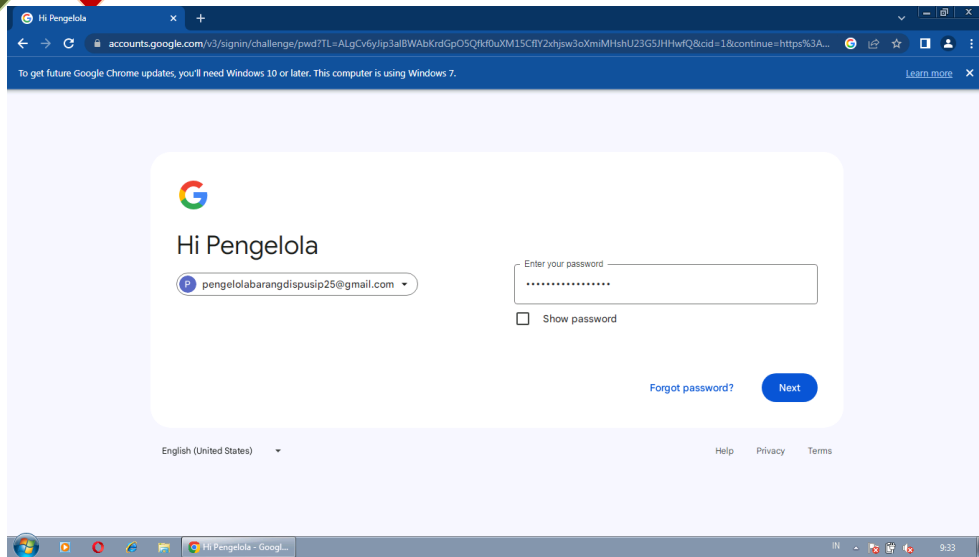 Hi Pengelola
accounts.google.com/v3/signin/challenge/pwd?TL=ALgCv6yJip3alBWAbKrdGpO5Qfkf0uXM15CfIY2xhjsw3oXmiMHshU23G5JHHwfQ&cid=1&continue=https%3A...
To get future Google Chrome updates, you'll need Windows 10 or later. This computer is using Windows 7.
Learn more
Hi Pengelola
P pengelolabarangdispusip25@gmail.com
Enter your password
•••••••••••••••••
Show password
Forgot password?
Next
English (United States)
Help Privacy Terms
Hi Pengelola - Googl...
IN
9:33